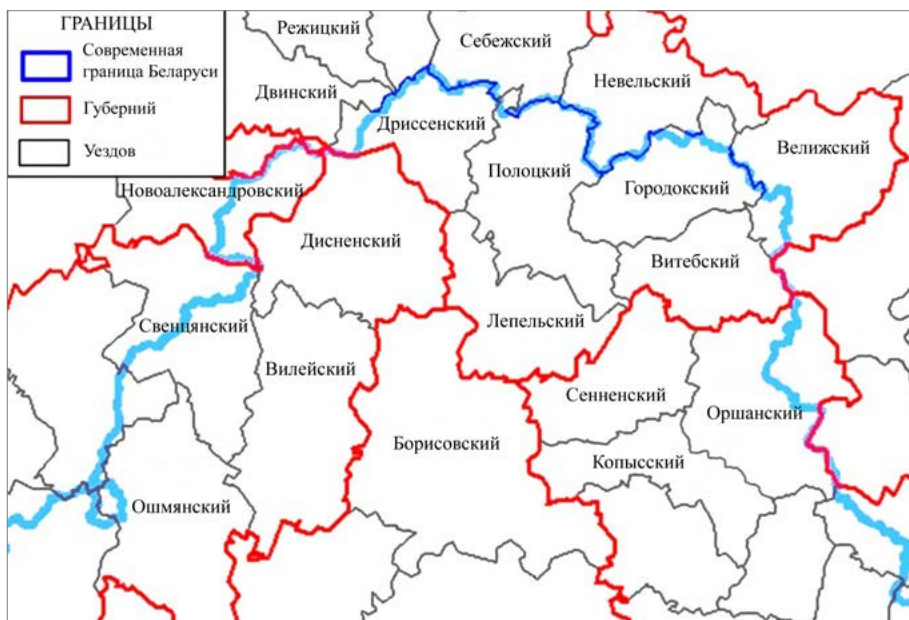 ГРАНИЦЫ
Современная
граница Беларуси
Губерний
Уездов
Режицкий
Себежский
Невельский
Двинский
Дриссенский
Велижский
Полоцкий
Новоалександровский
Городокский
Дисненский
Витебский
Свенцянский
Лепельский
Вилейский
Сенненский
Оршанский
Борисовский
Копысский
Ошмянский